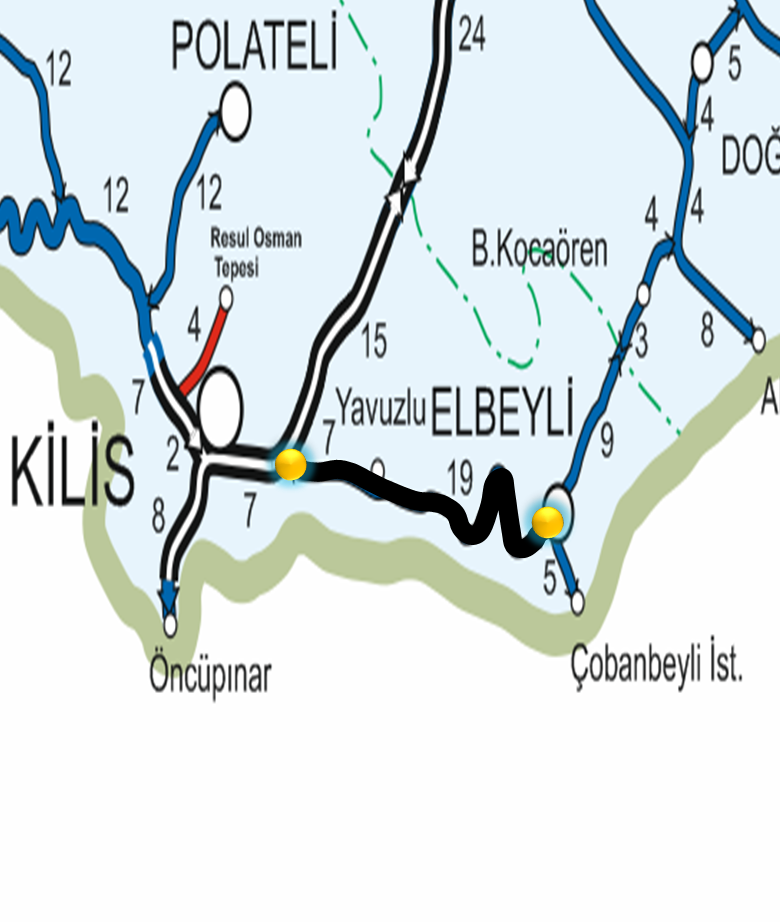 24
POLATELİ
12
5
4
DOĞ
12
12
4
4
Resul Osman
Tepesi
B.Kocaören
4
15
3
8
7
Yavuzlu
ELBEYLİ
7
KİLİS
2
9
19
8
7
5
Öncüpınar
Çobanbeyli İst.